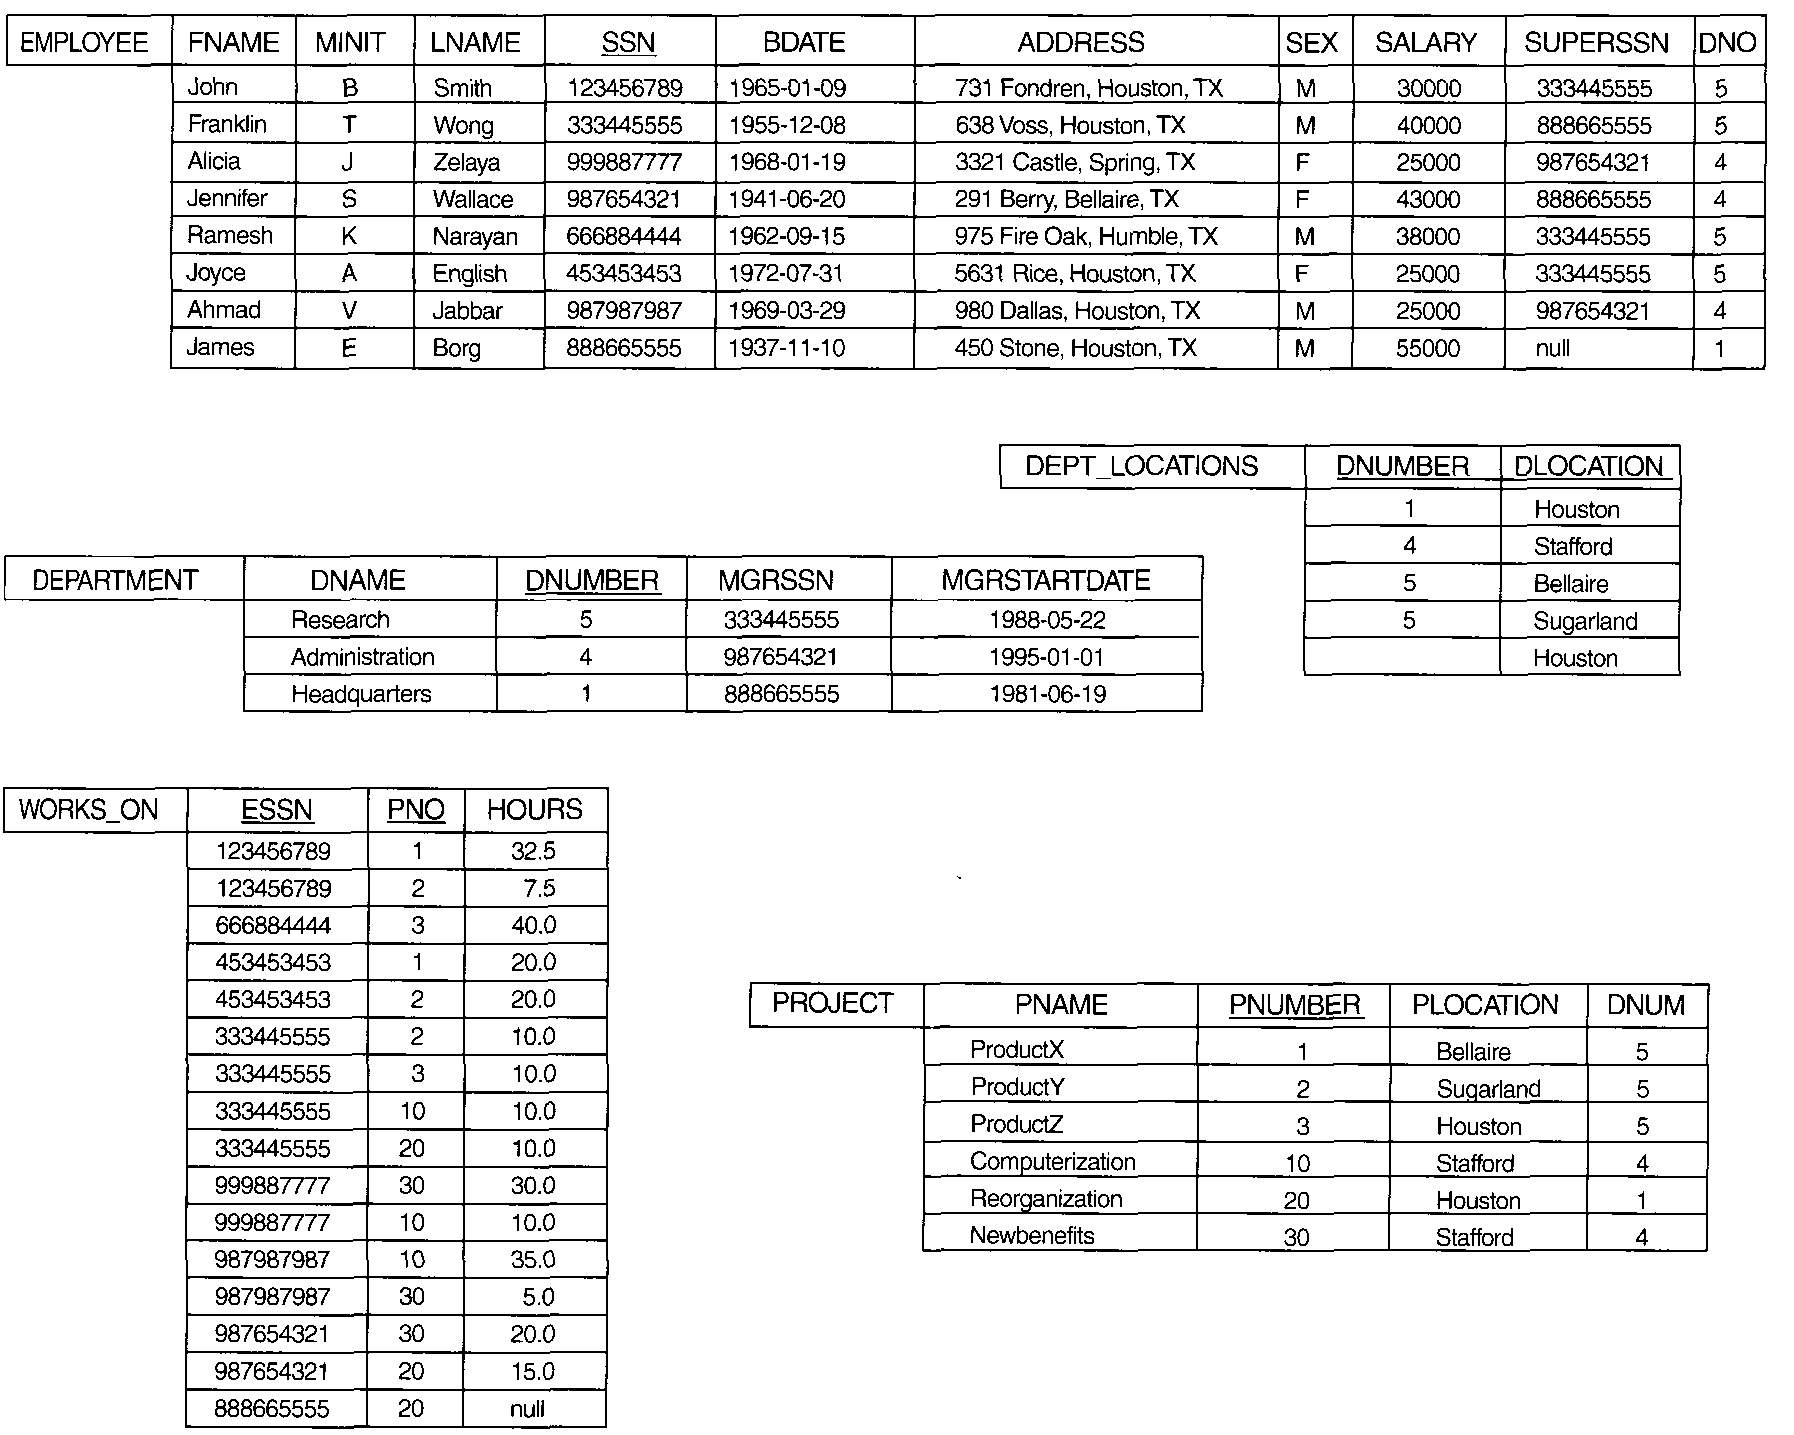 EMPLOYEE FNAME MINIT LNAME SSN BDATE ADDRESS SEX SALARY SUPERSSN DNO
John B Smith 123456789 1965-01-09 731 Fondren, Houston, TX M 30000 333445555 5
Franklin T Wong 333445555 1955-12-08 638 Voss, Houston, TX M 40000 888665555 5
Alicia J Zelaya 999887777 1968-01-19 3321 Castle, Spring, TX F 25000 987654321 4
Jennifer S Wallace 987654321 1941-06-20 291 Berry, Bellaire, TX F 43000 888665555 4
Ramesh K Narayan 666884444 1962-09-15 975 Fire Oak, Humble, TX M 38000 333445555 5
Joyce A English 453453453 1972-07-31 5631 Rice, Houston, TX F 25000 333445555 5
Ahmad V Jabbar 987987987 1969-03-29 980 Dallas, Houston, TX M 25000 987654321 4
James E Borg 888665555 1937-11-10 450 Stone, Houston, TX M 55000 null 1
DEPT_LOCATIONS DNUMBER DLOCATION
1 Houston
4 Stafford
5 Bellaire
5 Sugarland
Houston
DEPARTMENT DNAME DNUMBER MGRSSN MGRSTARTDATE
Research 5 333445555 1988-05-22
Administration 4 987654321 1995-01-01
Headquarters 1 888665555 1981-06-19
WORKS_ON ESSN PNO HOURS
123456789 1 32.5
123456789 2 7.5
666884444 3 40.0
453453453 1 20.0
453453453 2 20.0
333445555 2 10.0
333445555 3 10.0
333445555 10 10.0
333445555 20 10.0
999887777 30 30.0
999887777 10 10.0
987987987 10 35.0
987987987 30 5.0
987654321 30 20.0
987654321 20 15.0
888665555 20 null
PROJECT PNAME PNUMBER PLOCATION DNUM
ProductX 1 Bellaire 5
ProductY 2 Sugarland 5
ProductZ 3 Houston 5
Computerization 10 Stafford 4
Reorganization 20 Houston 1
Newbenefits 30 Stafford 4